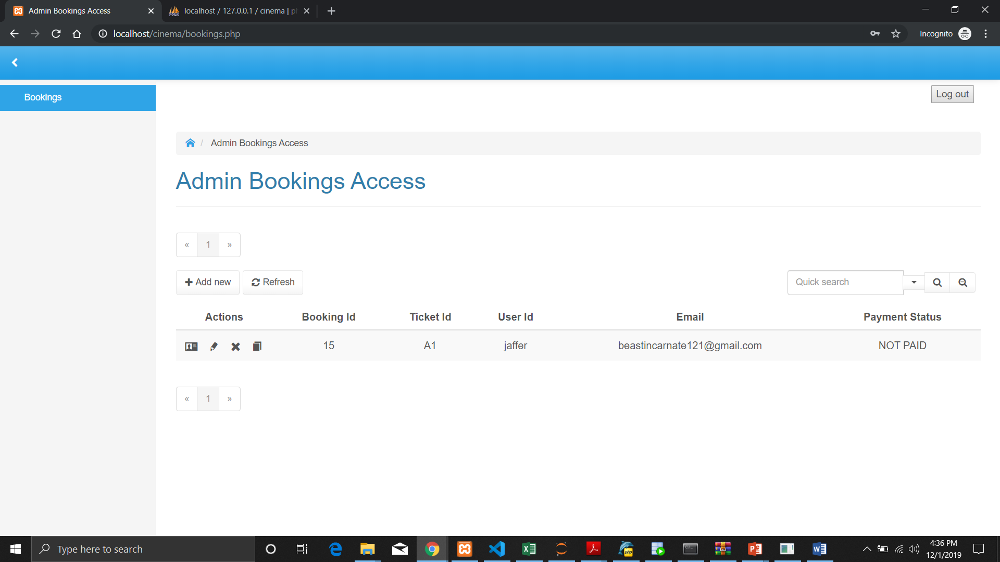 Admin Bookings Access
localhost / 127.0.0.1 / cinema | ph
localhost/cinema/bookings.php
Incognito
Bookings
Log out
/ Admin Bookings Access
Admin Bookings Access
« 1 »
Add new Refresh
Quick search
Actions Booking Id Ticket Id User Id Email Payment Status
15 A1 jaffer beastincarnate121@gmail.com NOT PAID
« 1 »
Type here to search
4:36 PM
12/1/2019